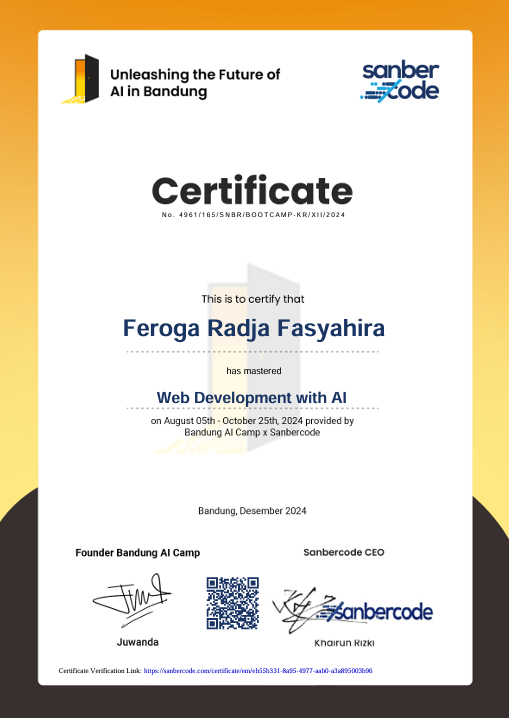 Unleashing the Future of
AI in Bandung
sanber
code
Certificate
No. 4961/165/SNBR/BOOTCAMP-KR/XII/2024
This is to certify that
Feroga Radja Fasyahira
has mastered
Web Development with AI
on August 05th - October 25th, 2024 provided by
Bandung AI Camp x Sanbercode
Bandung, Desember 2024
Founder Bandung AI Camp
Sanbercode CEO
sanbercode
Juwanda
Khairun Rizki
Certificate Verification Link: https://sanbercode.com/certificate/em/eb55b331-8a95-4977-aab0-a3a895003b96